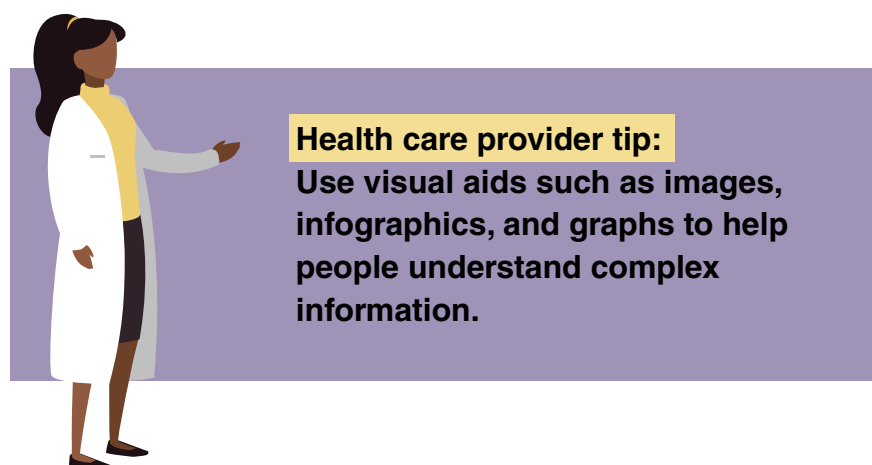 Health care provider tip:
Use visual aids such as images,
infographics, and graphs to help
people understand complex
information.